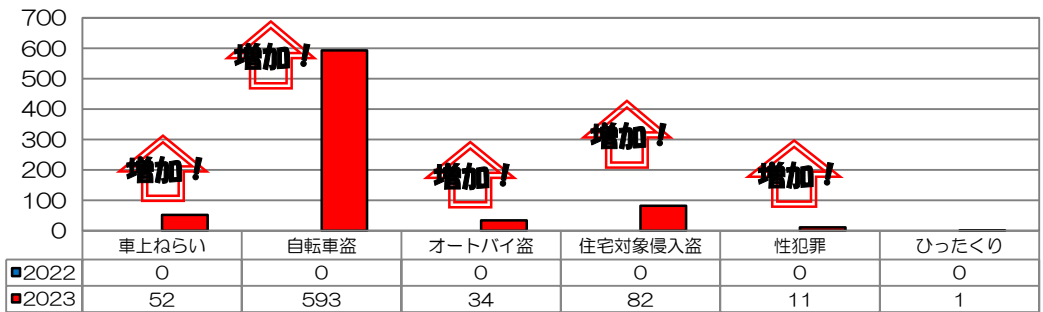 700
600
500
400
300
200
100
0
増加！
増加！
増加！
増加！
増加！
車上ねらい 自転車盗 オートバイ盗 住宅対象侵入盗 性犯罪 ひったくり
2022 0 0 0 0 0 0
2023 52 593 34 82 11 1